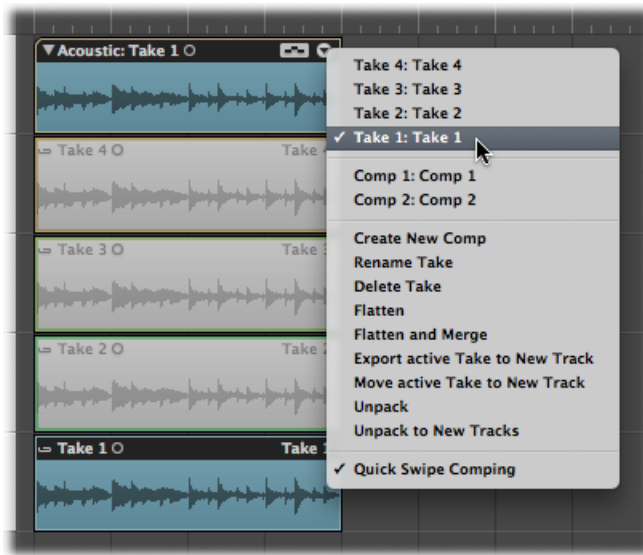 Acoustic: Take 1
Take 4: Take 4
Take 3: Take 3
Take 2: Take 2
Take 1: Take 1
Comp 1: Comp 1
Comp 2: Comp 2
Create New Comp
Rename Take
Delete Take
Flatten
Flatten and Merge
Export active Take to New Track
Move active Take to New Track
Unpack
Unpack to New Tracks
Quick Swipe Comping
Take 4 Take
Take 3 Take
Take 2 Take
Take 1 Take